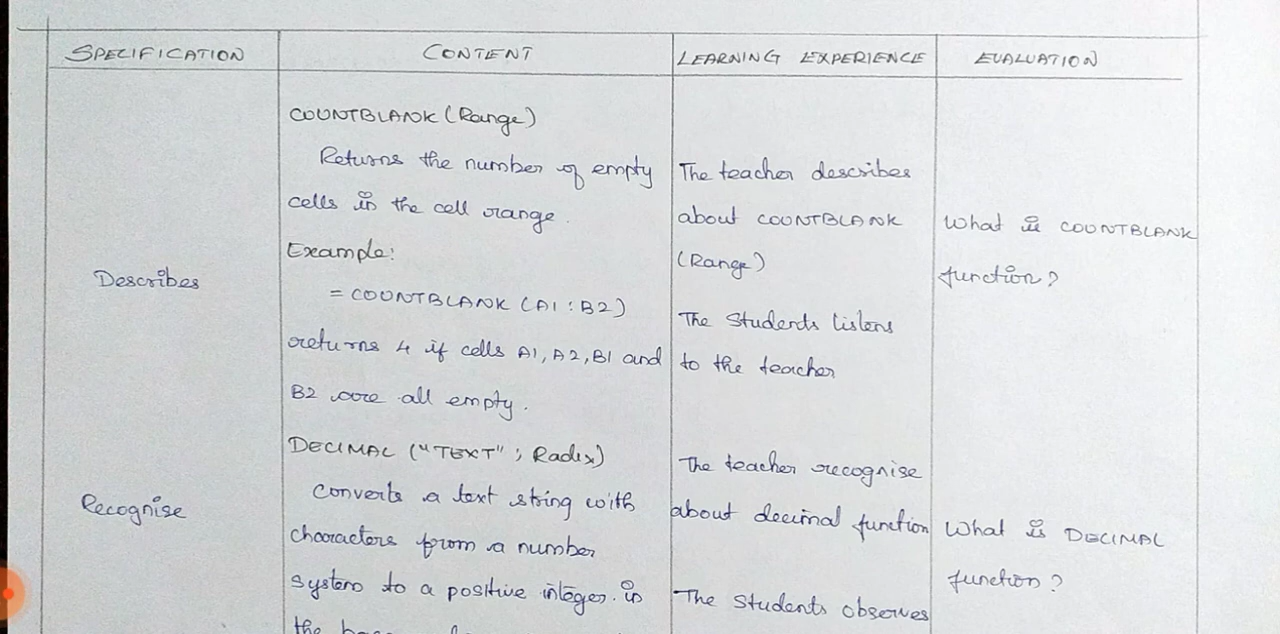 SPECIFICATION
CONTENT
LEARNING EXPERIENCE
EVALUATION
Describes
COUNTBLANK (Range)
Returns the number of empty
cells in the cell range.
Example:
= COUNTBLANK (A1 : B2)
returns 4 if cells A1, A2, B1 and
B2 are all empty.
The teacher describes
about COUNTBLANK
(Range)
The Students listens
to the teacher
What is COUNTBLANK
function?
Recognise
DECIMAL ("TEXT" ; Radix)
Converts a text string with
characters from a number
system to a positive integer in
the
The teacher recognise
about decimal function
The Students observes
What is DECIMAL
function?